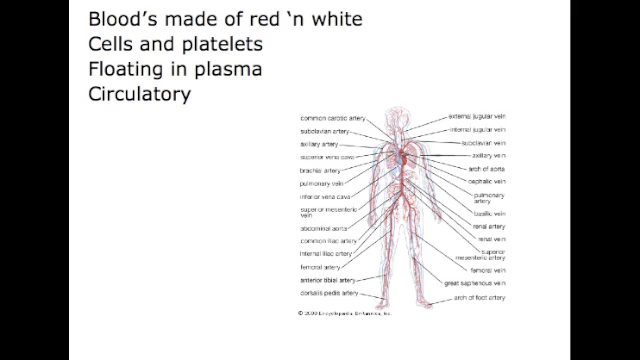 Blood’s made of red ‘n white
Cells and platelets
Floating in plasma
Circulatory
common carotid artery
subclavian artery
axillary artery
superior vena cava
brachial artery
pulmonary vein
inferior vena cava
superior mesenteric
vein
abdominal aorta
common iliac artery
internal iliac artery
femoral artery
anterior tibial artery
dorsalis pedis artery
external jugular vein
internal jugular vein
subclavian vein
axillary vein
arch of aorta
cephalic vein
pulmonary
artery
basilic vein
renal artery
renal vein
superior
mesenteric artery
femoral vein
great saphenous vein
arch of foot artery
Encyclopædia Britannica, Inc.